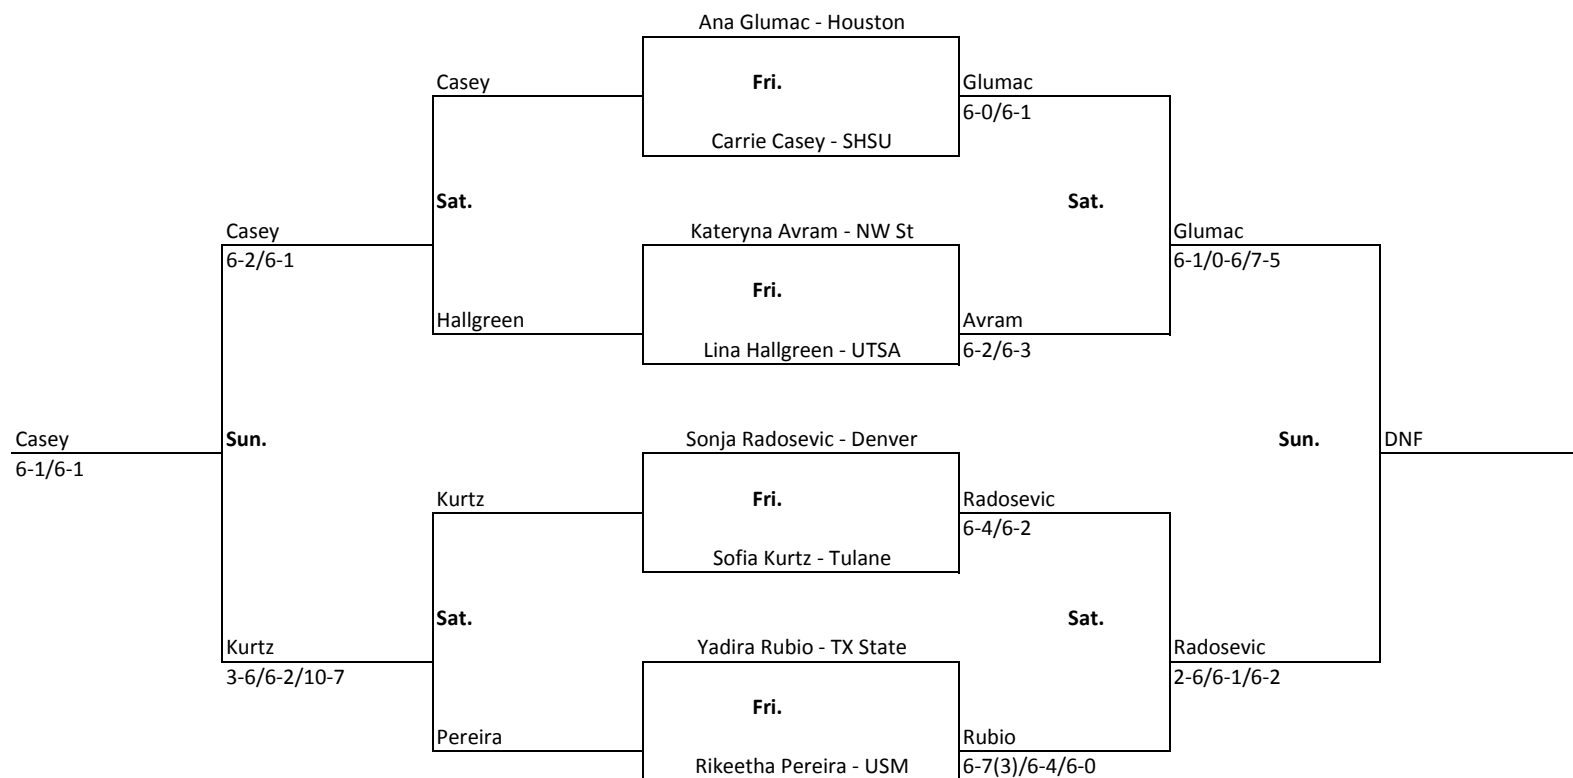 Ana Glumac - Houston
Casey
Fri.
Glumac
6-0/6-1
Carrie Casey - SHSU
Sat.
Sat.
Casey
Kateryna Avram - NW St
Glumac
6-2/6-1
6-1/0-6/7-5
Fri.
Hallgreen
Avram
Lina Hallgreen - UTSA
6-2/6-3
Casey
Sun.
Sonja Radosevic - Denver
Sun.
DNF
6-1/6-1
Kurtz
Fri.
Radosevic
6-4/6-2
Sofia Kurtz - Tulane
Sat.
Sat.
Kurtz
Yadira Rubio - TX State
Radosevic
3-6/6-2/10-7
2-6/6-1/6-2
Fri.
Pereira
Rubio
Rikeetha Pereira - USM
6-7(3)/6-4/6-0